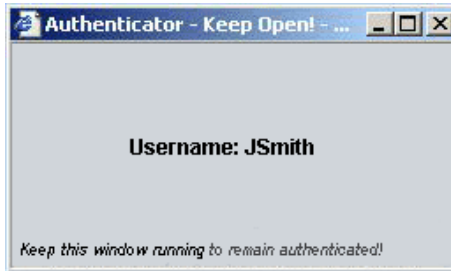 Authenticator - Keep Open! - ...
Username: JSmith
Keep this window running to remain authenticated!